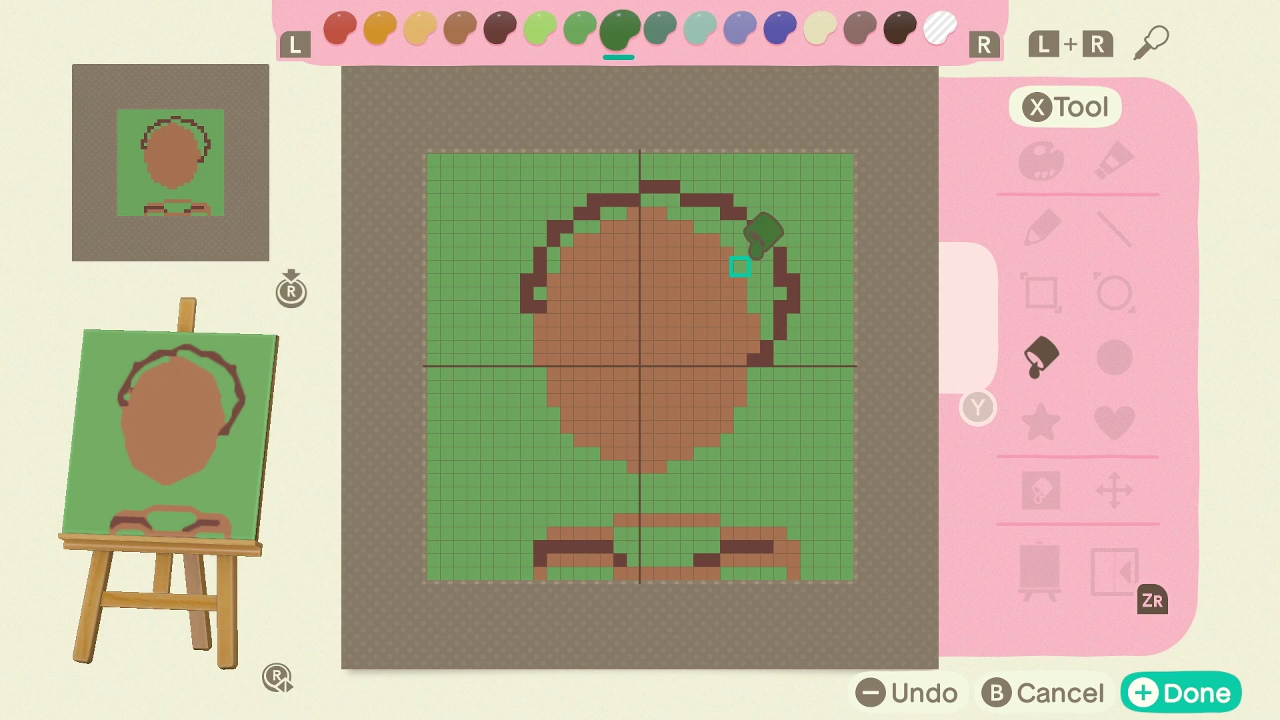 L
R
L + R
X Tool
R
Y
ZR
R
− Undo
B Cancel
+ Done